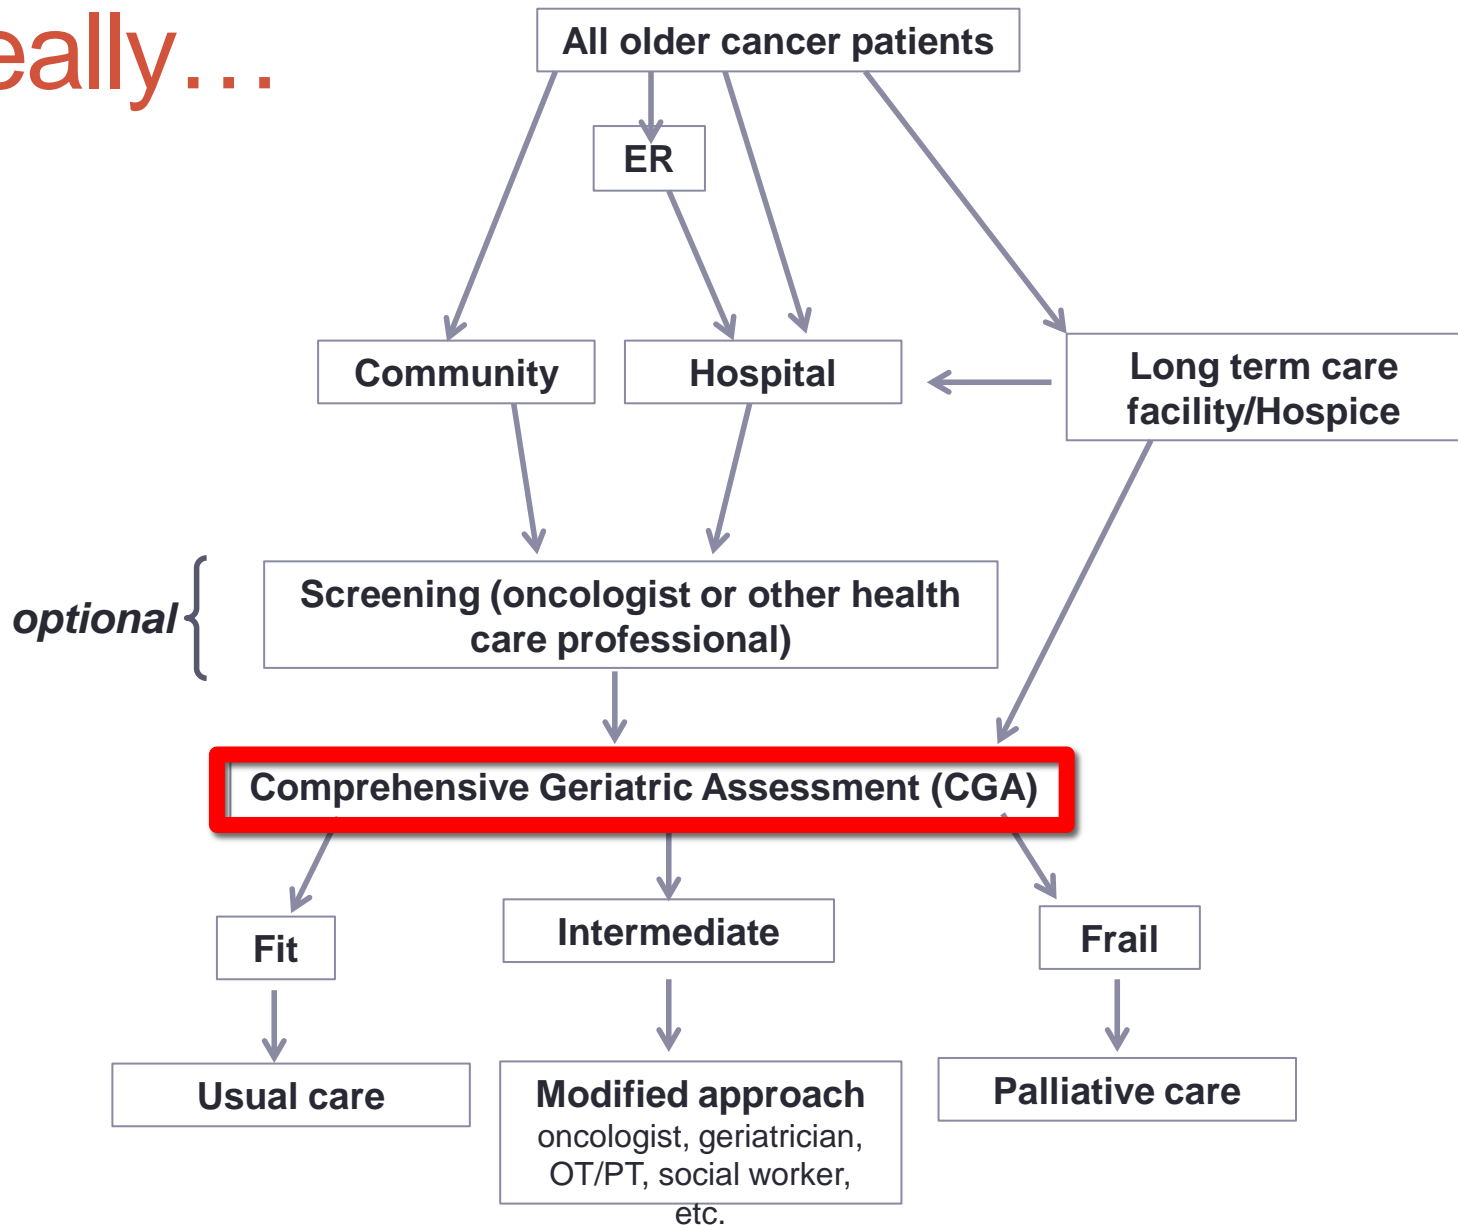 eally…
All older cancer patients
ER
Community
Hospital
Long term care
facility/Hospice
optional
Screening (oncologist or other health
care professional)
Comprehensive Geriatric Assessment (CGA)
Fit
Intermediate
Frail
Usual care
Modified approach
oncologist, geriatrician,
OT/PT, social worker,
etc.
Palliative care